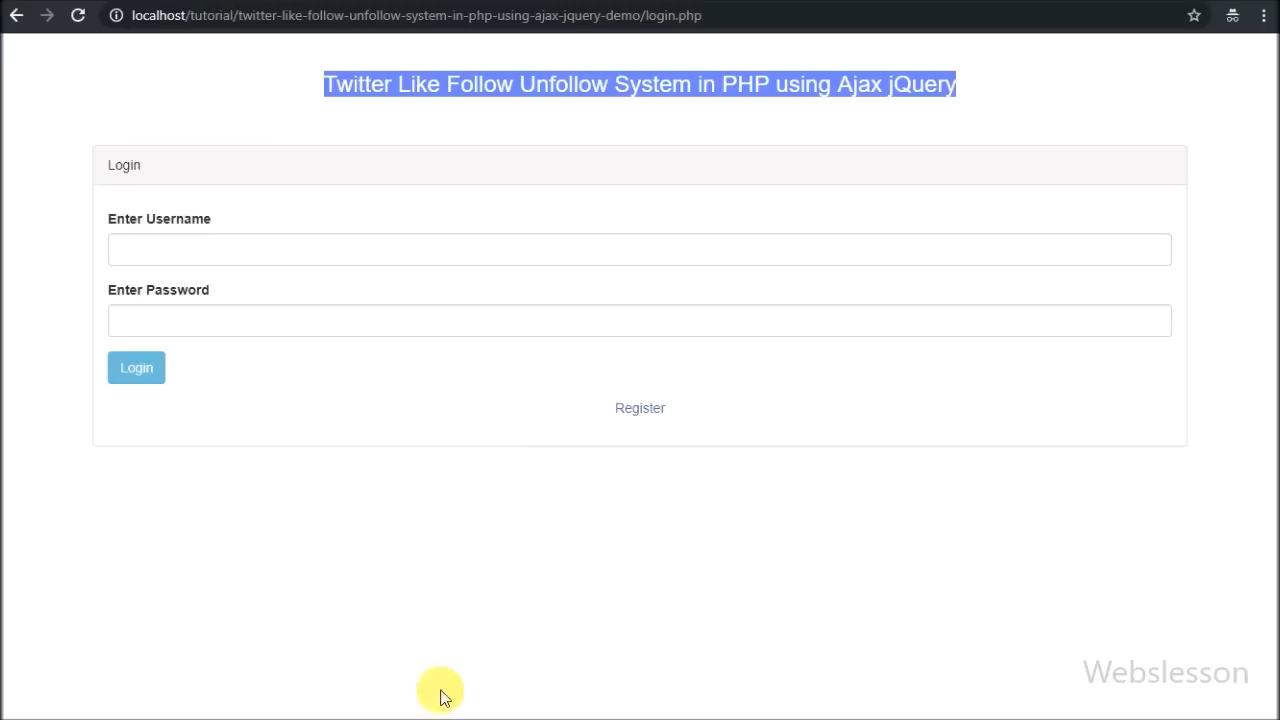 localhost/tutorial/twitter-like-follow-unfollow-system-in-php-using-ajax-jquery-demo/login.php
Twitter Like Follow Unfollow System in PHP using Ajax jQuery
Login
Enter Username
Enter Password
Login
Register
Webslesson